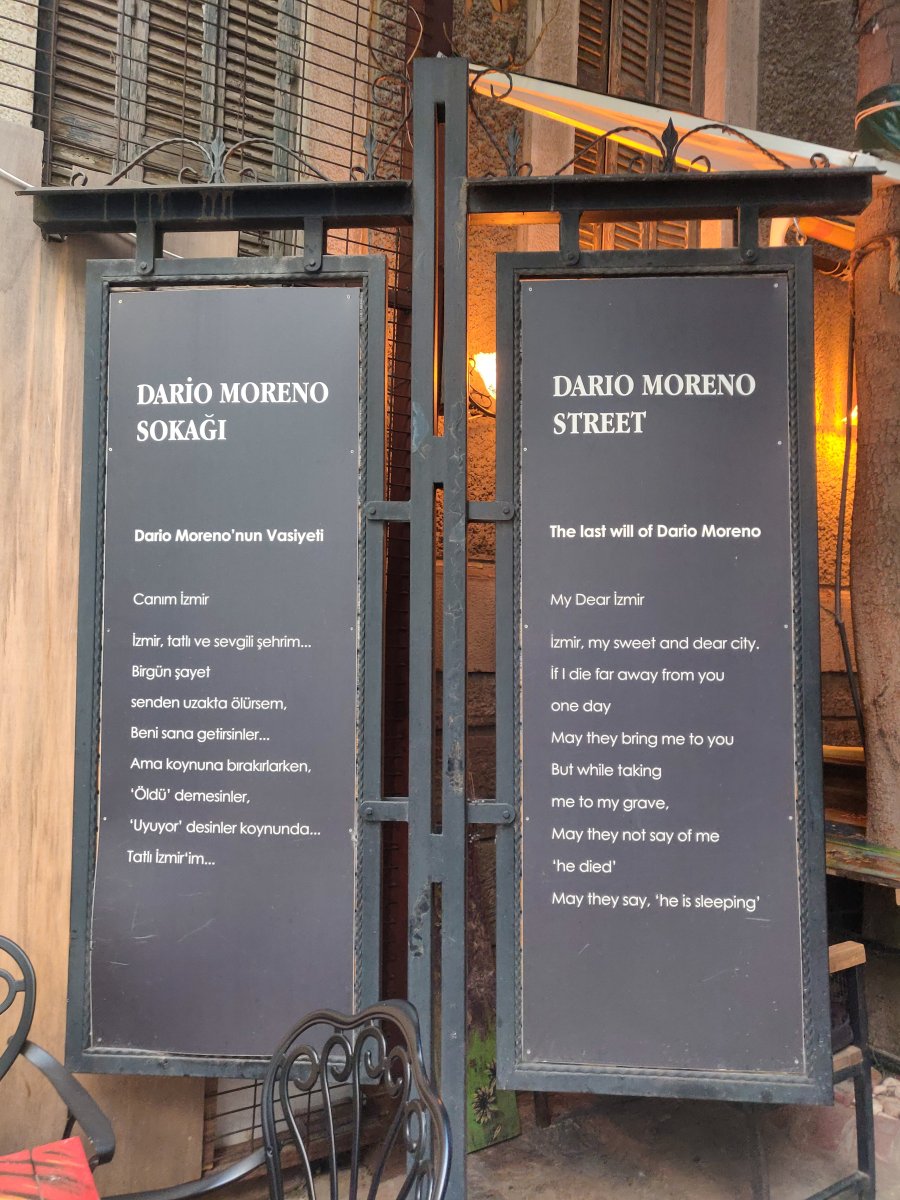 DARİO MORENO
SOKAĞI
Dario Moreno'nun Vasiyeti
Canım İzmir
İzmir, tatlı ve sevgili şehrim...
Birgün şayet
senden uzakta ölürsem,
Beni sana getirsinler...
Ama koynuna bırakırlarken,
'Öldü' demesinler,
'Uyuyor' desinler koynunda...
Tatlı İzmir'im...
DARIO MORENO
STREET
The last will of Dario Moreno
My Dear İzmir
İzmir, my sweet and dear city.
İf I die far away from you
one day
May they bring me to you
But while taking
me to my grave,
May they not say of me
'he died'
May they say, 'he is sleeping'